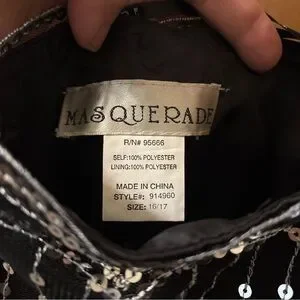 MASQUERADE
R/N# 95666
SELF:100% POLYESTER
LINING:100% POLYESTER
MADE IN CHINA
STYLE#: 914960
SIZE: 16/17